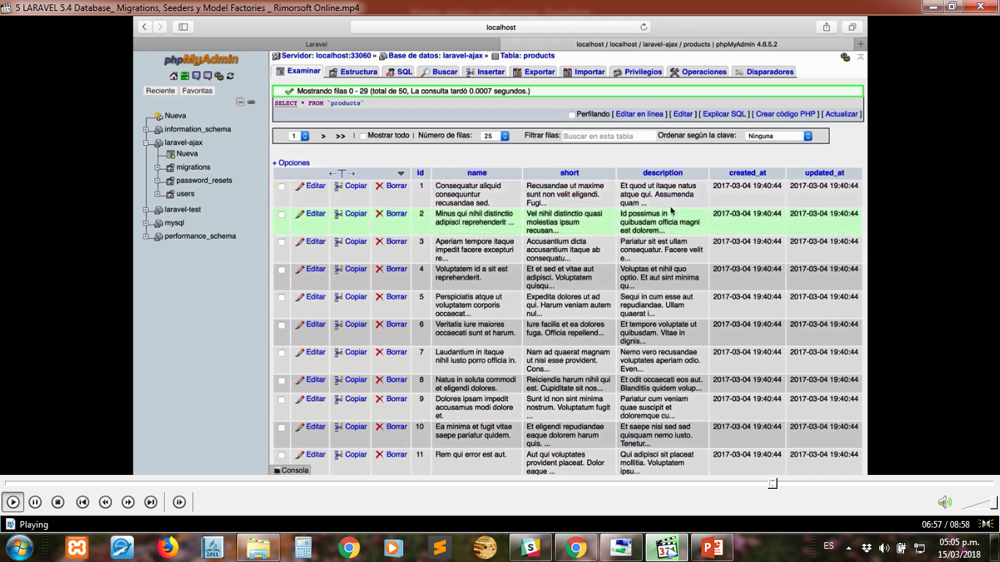 5 LARAVEL 5.4 Database_ Migrations, Seeders y Model Factories _ Rimorsoft Online.mp4
localhost
Laravel
localhost / localhost / laravel-ajax / products | phpMyAdmin 4.6.5.2
phpMyAdmin
Reciente Favoritas
Nueva
information_schema
laravel-ajax
Nueva
migrations
password_resets
users
laravel-test
mysql
performance_schema
Servidor: localhost:33060 » Base de datos: laravel-ajax » Tabla: products
Examinar Estructura SQL Buscar Insertar Exportar Importar Privilegios Operaciones Disparadores
Mostrando filas 0 - 29 (total de 50, La consulta tardó 0.0007 segundos.)
SELECT * FROM `products`
Perfilando [ Editar en línea ] [ Editar ] [ Explicar SQL ] [ Crear código PHP ] [ Actualizar ]
1 > >> | Mostrar todo | Número de filas: 25 Filtrar filas: Buscar en esta tabla Ordenar según la clave: Ninguna
+ Opciones
←T→ id name short description created_at updated_at
Editar Copiar Borrar 1 Consequatur aliquid Recusandae ut maxime Et quod ut itaque natus 2017-03-04 19:40:44 2017-03-04 19:40:44
consequuntur sunt non velit eligendi. atque qui. Assumenda
recusandae sed. Fugi... quam ...
Editar Copiar Borrar 2 Minus qui nihil distinctio Vel nihil distinctio quasi Id possimus in 2017-03-04 19:40:44 2017-03-04 19:40:44
adipisci reprehenderit ... molestias ipsum quibusdam officia magni
recusan... est dolorem...
Editar Copiar Borrar 3 Aperiam tempore itaque Accusantium dicta Pariatur sit est ullam 2017-03-04 19:40:44 2017-03-04 19:40:44
impedit facere excepturi accusantium itaque ab consequatur. Facere velit
re... consequatu... e...
Editar Copiar Borrar 4 Voluptatem id a sit est Et et sed et vitae aut Voluptas et nihil quo 2017-03-04 19:40:44 2017-03-04 19:40:44
reprehenderit. adipisci. Voluptatem optio. Et aut sint minima
quisqu... qu...
Editar Copiar Borrar 5 Perspiciatis atque ut Expedita dolores ut ad Sequi in cum esse aut 2017-03-04 19:40:44 2017-03-04 19:40:44
voluptatem corporis qui. Harum veniam autem repudiandae. Ullam
occaecat... nul... quaerat i...
Editar Copiar Borrar 6 Veritatis iure maiores Iure facilis et ea dolores Et tempore voluptate ut 2017-03-04 19:40:44 2017-03-04 19:40:44
occaecati sunt et harum. fuga. Officia repellend... quibusdam. Vitae in
dignis...
Editar Copiar Borrar 7 Laudantium in itaque Nam ad quaerat magnam Nemo vero recusandae 2017-03-04 19:40:44 2017-03-04 19:40:44
nihil iusto porro officia in. ut nisi esse provident. voluptates aperiam odio.
Cons... Even...
Editar Copiar Borrar 8 Natus in soluta commodi Reiciendis harum nihil qui Et odit occaecati eos aut. 2017-03-04 19:40:44 2017-03-04 19:40:44
et eligendi dolores. est. Cupiditate sit nos... Blanditiis quidem volup...
Editar Copiar Borrar 9 Dolores ipsam impedit Sunt id non sint minima Pariatur cum veniam 2017-03-04 19:40:44 2017-03-04 19:40:44
accusamus modi dolore nostrum. Voluptatum fugit quae suscipit et
et. ... doloremque cu...
Editar Copiar Borrar 10 Ea minima et fugit vitae Et eligendi repudiandae Et saepe nisi sed sed 2017-03-04 19:40:44 2017-03-04 19:40:44
saepe pariatur quidem. eaque dolorem harum quisquam nemo iusto.
quis. ... Tenetur...
Editar Copiar Borrar 11 Rem qui error est aut. Aut qui voluptates Qui adipisci sit placeat 2017-03-04 19:40:44 2017-03-04 19:40:44
provident placeat. Dolor mollitia. Voluptatem
eaque ... ipsu...
Consola
Playing 06:57 / 08:58
2011 S 321 P ES 05:05 p.m.
15/03/2018